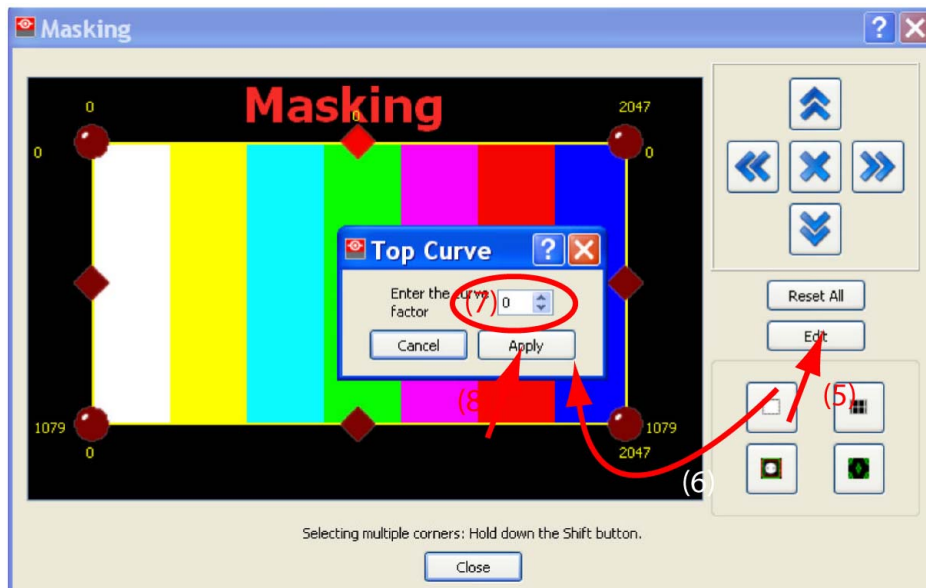 Masking
Masking
0
0
2047
0
0
Top Curve
Enter the curve
factor
(7)
0
Cancel
Apply
(8)
Reset All
Edit
(5)
(6)
1079
0
1079
2047
Selecting multiple corners: Hold down the Shift button.
Close